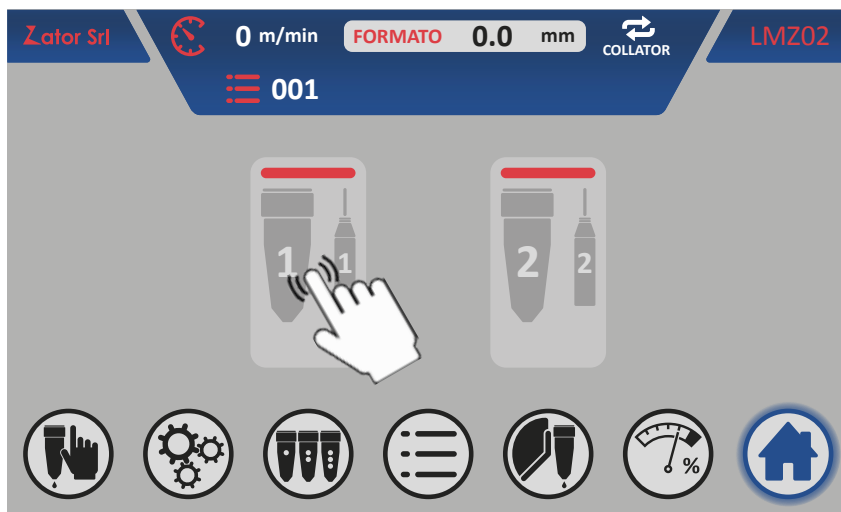 Zator Srl
0 m/min
FORMATO 0.0 mm
COLLATOR
LMZ02
001
1 1
2 2
%